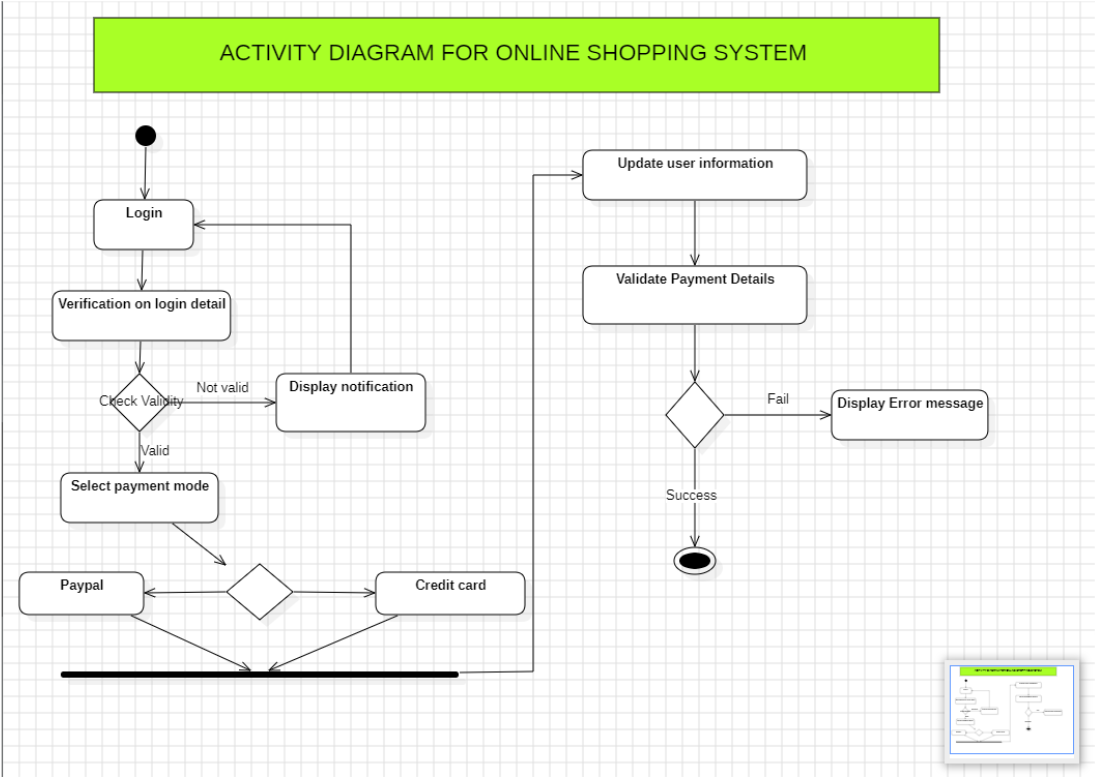 ACTIVITY DIAGRAM FOR ONLINE SHOPPING SYSTEM
Login
Verification on login detail
Check Validity
Not valid
Display notification
Valid
Select payment mode
Paypal
Credit card
Update user information
Validate Payment Details
Fail
Display Error message
Success